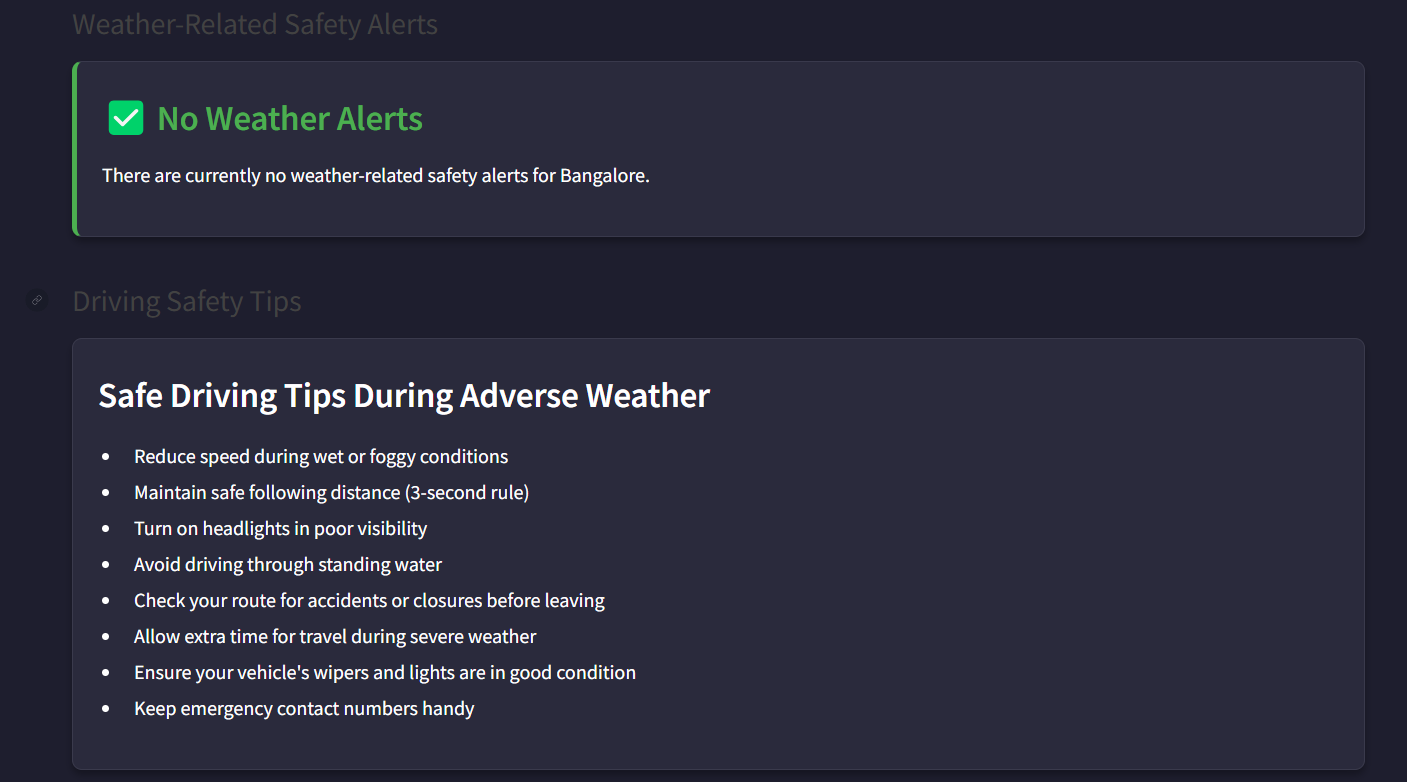 Weather-Related Safety Alerts
✅ No Weather Alerts
There are currently no weather-related safety alerts for Bangalore.
Driving Safety Tips
Safe Driving Tips During Adverse Weather
• Reduce speed during wet or foggy conditions
• Maintain safe following distance (3-second rule)
• Turn on headlights in poor visibility
• Avoid driving through standing water
• Check your route for accidents or closures before leaving
• Allow extra time for travel during severe weather
• Ensure your vehicle's wipers and lights are in good condition
• Keep emergency contact numbers handy